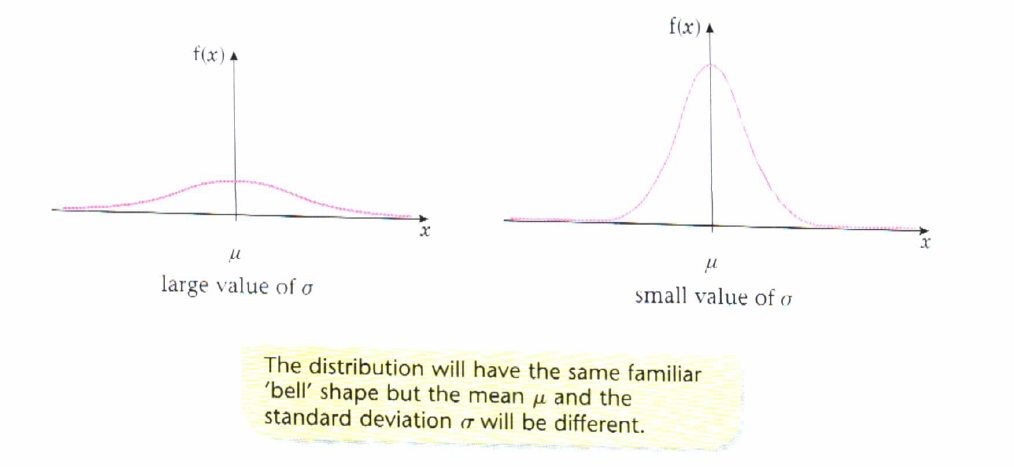 f(x)
x
μ
large value of σ
f(x)
x
μ
small value of σ
The distribution will have the same familiar
'bell' shape but the mean μ and the
standard deviation σ will be different.